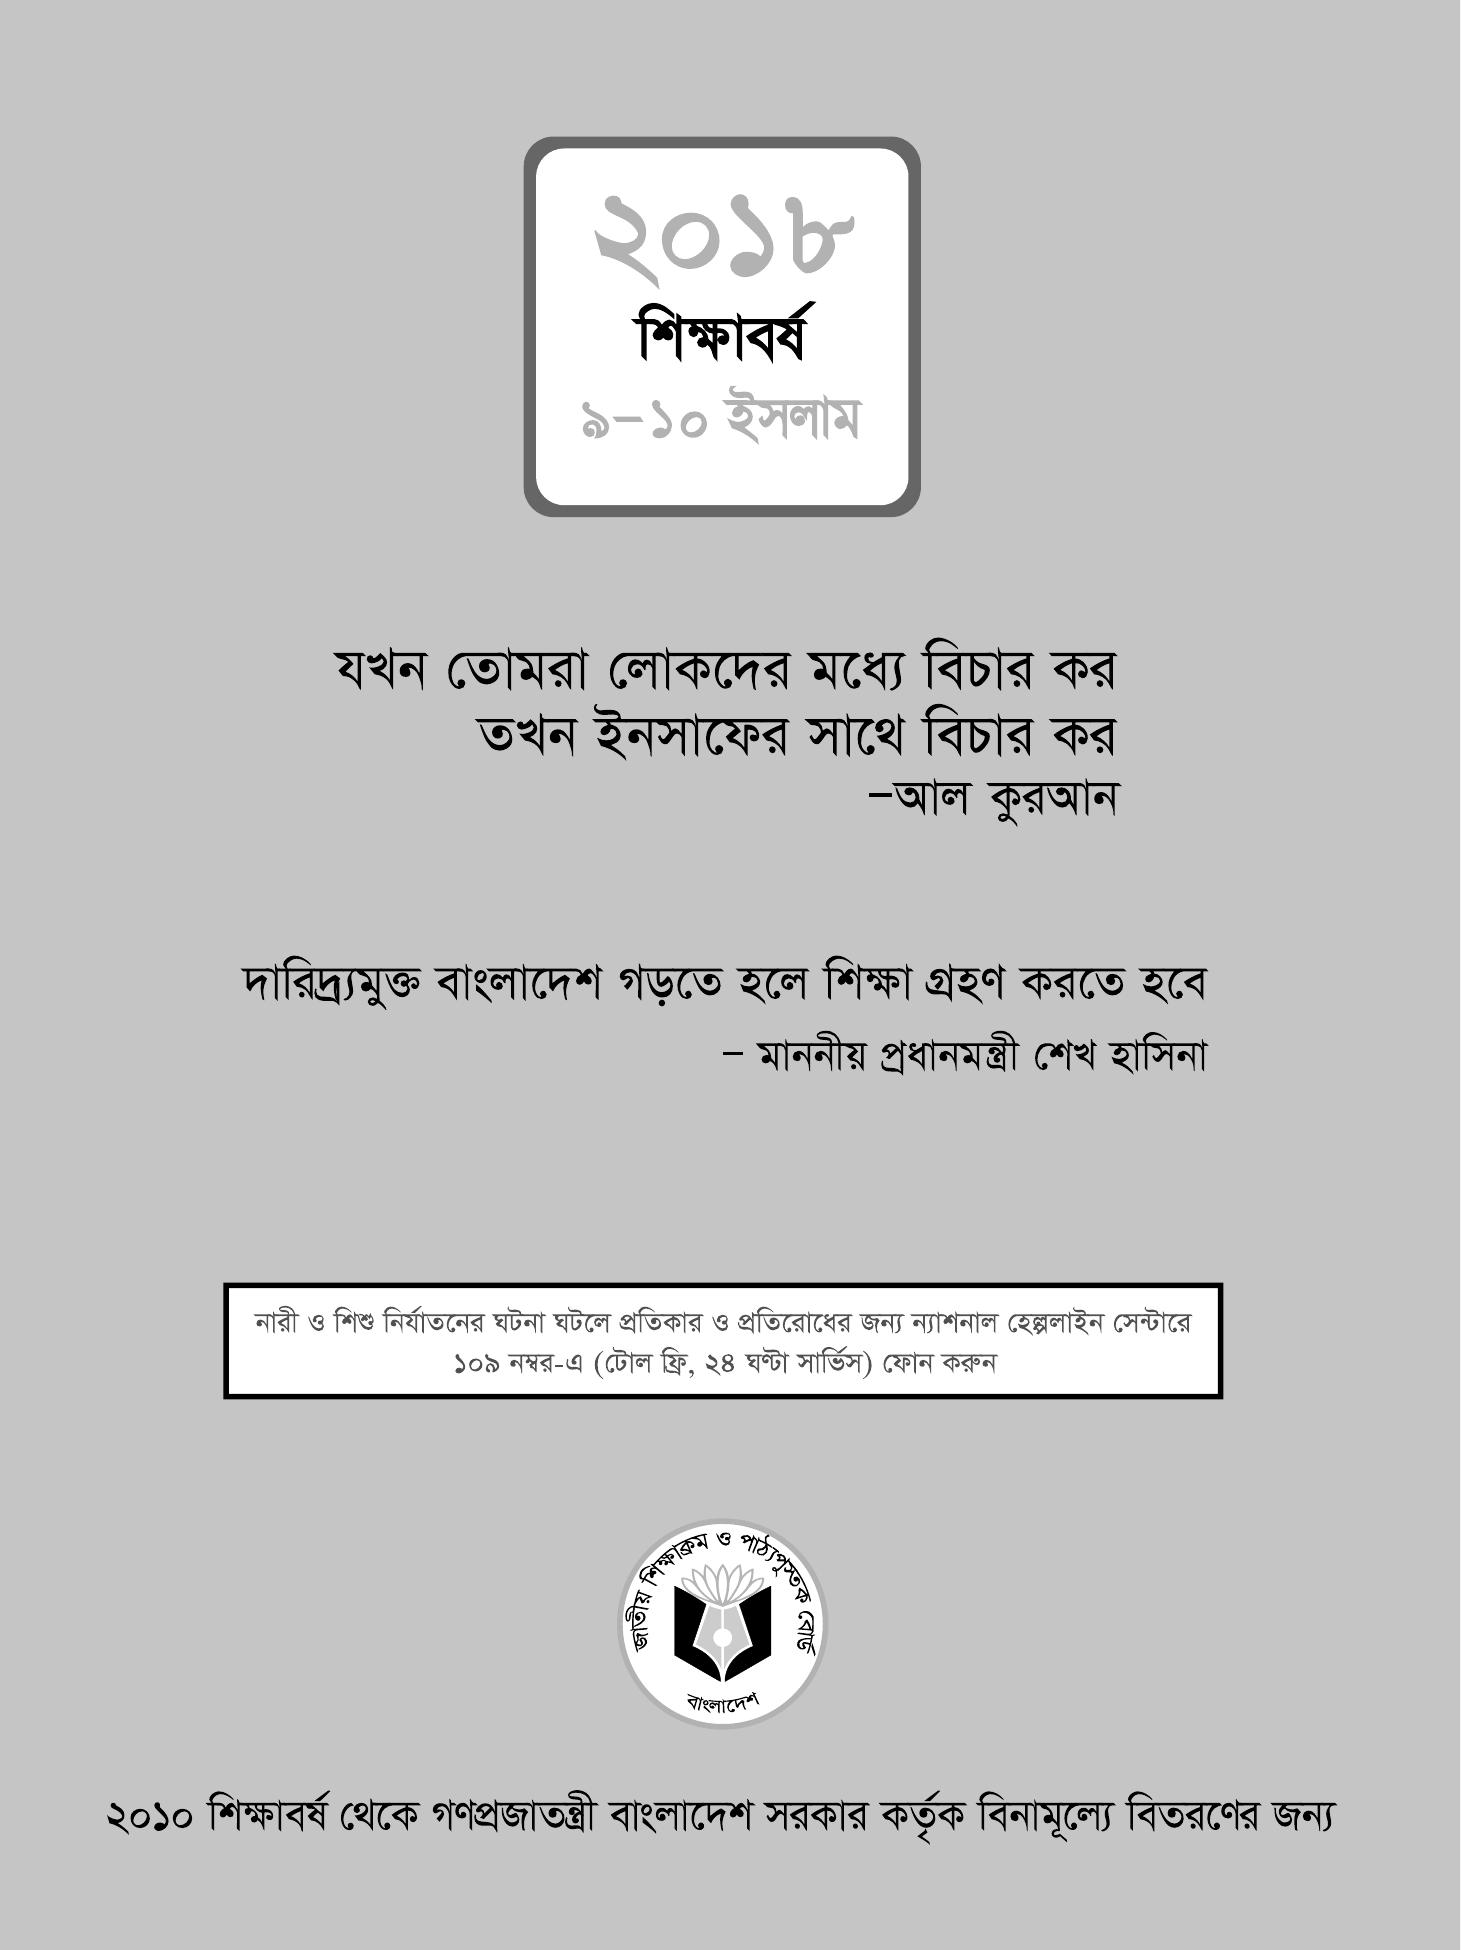 ২০১৮
শিক্ষাবর্ষ
৯–১০ ইসলাম
যখন তোমরা লোকদের মধ্যে বিচার কর
তখন ইনসাফের সাথে বিচার কর
–আল কুরআন
দারিদ্র্যমুক্ত বাংলাদেশ গড়তে হলে শিক্ষা গ্রহণ করতে হবে
– মাননীয় প্রধানমন্ত্রী শেখ হাসিনা
নারী ও শিশু নির্যাতনের ঘটনা ঘটলে প্রতিকার ও প্রতিরোধের জন্য ন্যাশনাল হেল্পলাইন সেন্টারে
১০৯ নম্বর-এ (টোল ফ্রি, ২৪ ঘণ্টা সার্ভিস) ফোন করুন
জাতীয় শিক্ষাক্রম ও পাঠ্যপুস্তক বোর্ড
বাংলাদেশ
২০১০ শিক্ষাবর্ষ থেকে গণপ্রজাতন্ত্রী বাংলাদেশ সরকার কর্তৃক বিনামূল্যে বিতরণের জন্য